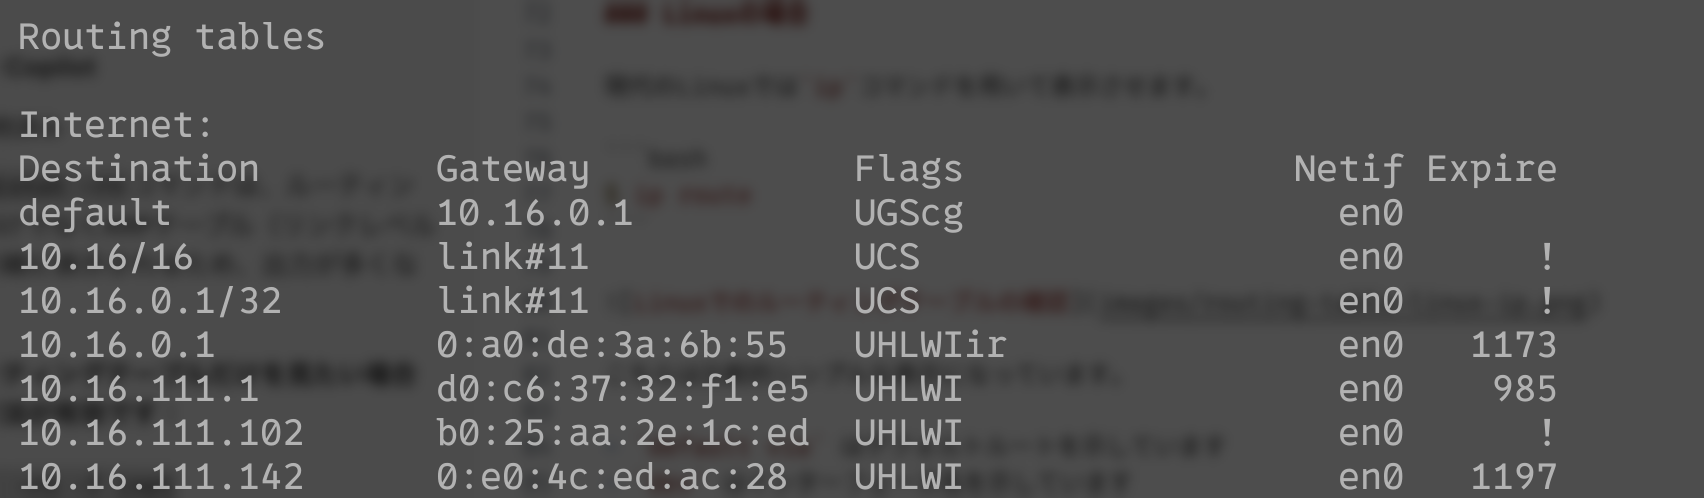 Routing tables
Internet:
Destination Gateway Flags Netif Expire
default 10.16.0.1 UGScg en0
10.16/16 link#11 UCS en0 !
10.16.0.1/32 link#11 UCS en0 !
10.16.0.1 0:a0:de:3a:6b:55 UHLWIir en0 1173
10.16.111.1 d0:c6:37:32:f1:e5 UHLWI en0 985
10.16.111.102 b0:25:aa:2e:1c:ed UHLWI en0 !
10.16.111.142 0:e0:4c:ed:ac:28 UHLWI en0 1197